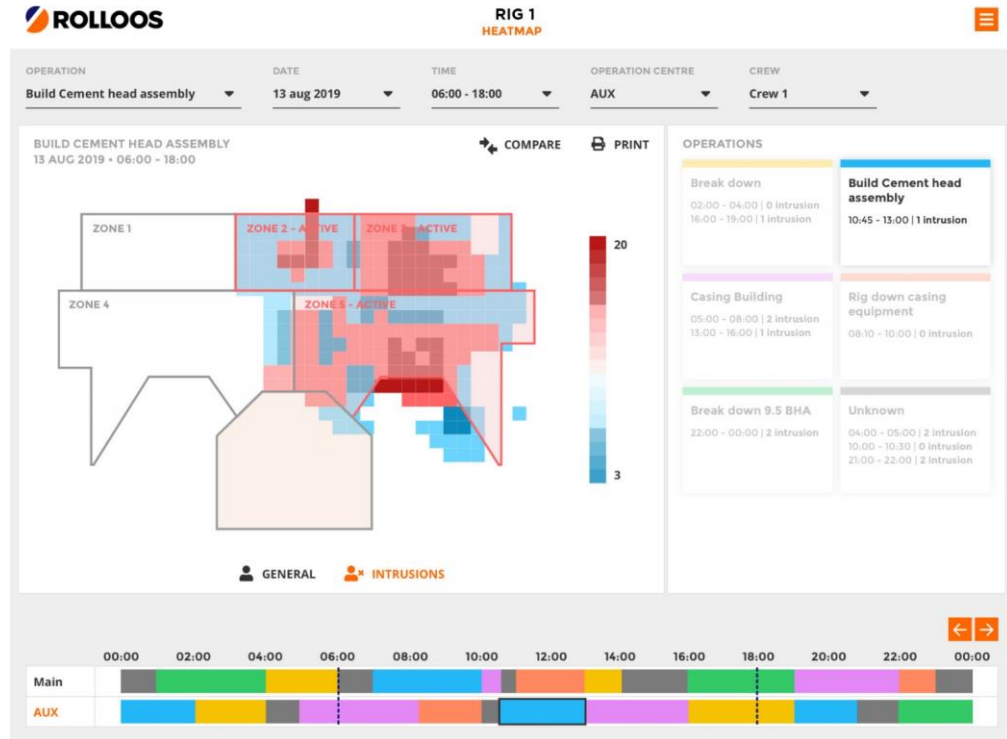 ROLLOOS
RIG 1
HEATMAP
OPERATION
DATE
TIME
OPERATION CENTRE
CREW
Build Cement head assembly
13 aug 2019
06:00 - 18:00
AUX
Crew 1
BUILD CEMENT HEAD ASSEMBLY
13 AUG 2019 • 06:00 - 18:00
COMPARE
PRINT
ZONE 1
ZONE 2 - ACTIVE
ZONE 3 - ACTIVE
ZONE 4
ZONE 5 - ACTIVE
20
3
GENERAL
INTRUSIONS
OPERATIONS
Break down
02:00 - 04:00 | 0 intrusion
16:00 - 19:00 | 1 intrusion
Build Cement head
assembly
10:45 - 13:00 | 1 intrusion
Casing Building
05:00 - 08:00 | 2 intrusion
13:00 - 16:00 | 1 intrusion
Rig down casing
equipment
08:10 - 10:00 | 0 intrusion
Break down 9.5 BHA
22:00 - 00:00 | 2 intrusion
Unknown
04:00 - 05:00 | 2 intrusion
10:00 - 10:30 | 0 intrusion
21:00 - 22:00 | 2 intrusion
00:00 02:00 04:00 06:00 08:00 10:00 12:00 14:00 16:00 18:00 20:00 22:00 00:00
Main
AUX